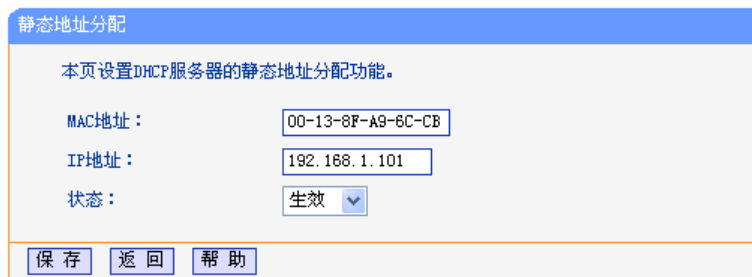 静态地址分配
本页设置DHCP服务器的静态地址分配功能。
MAC地址： 00-13-8F-A9-6C-CB
IP地址： 192.168.1.101
状态： 生效
保 存 返 回 帮 助